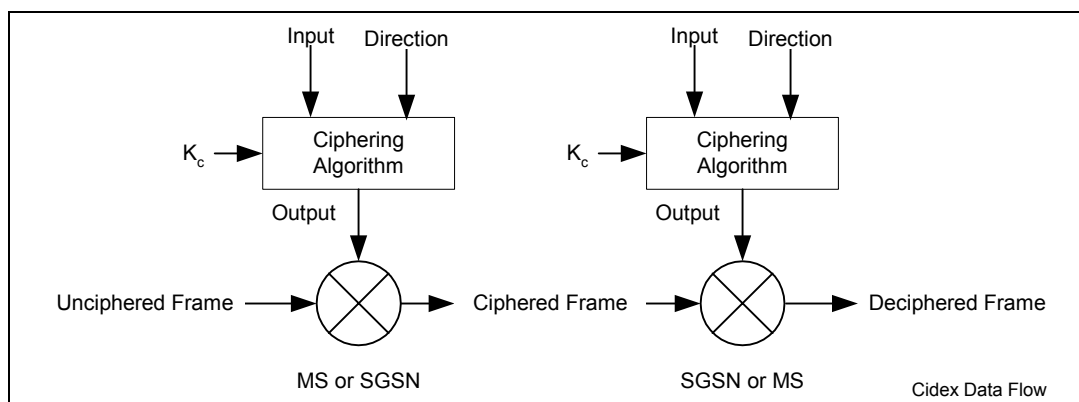 Input Direction Input Direction
Ciphering Algorithm Ciphering Algorithm
Kc Kc
Output Output
Unciphered Frame Ciphered Frame Deciphered Frame
MS or SGSN SGSN or MS
Cidex Data Flow